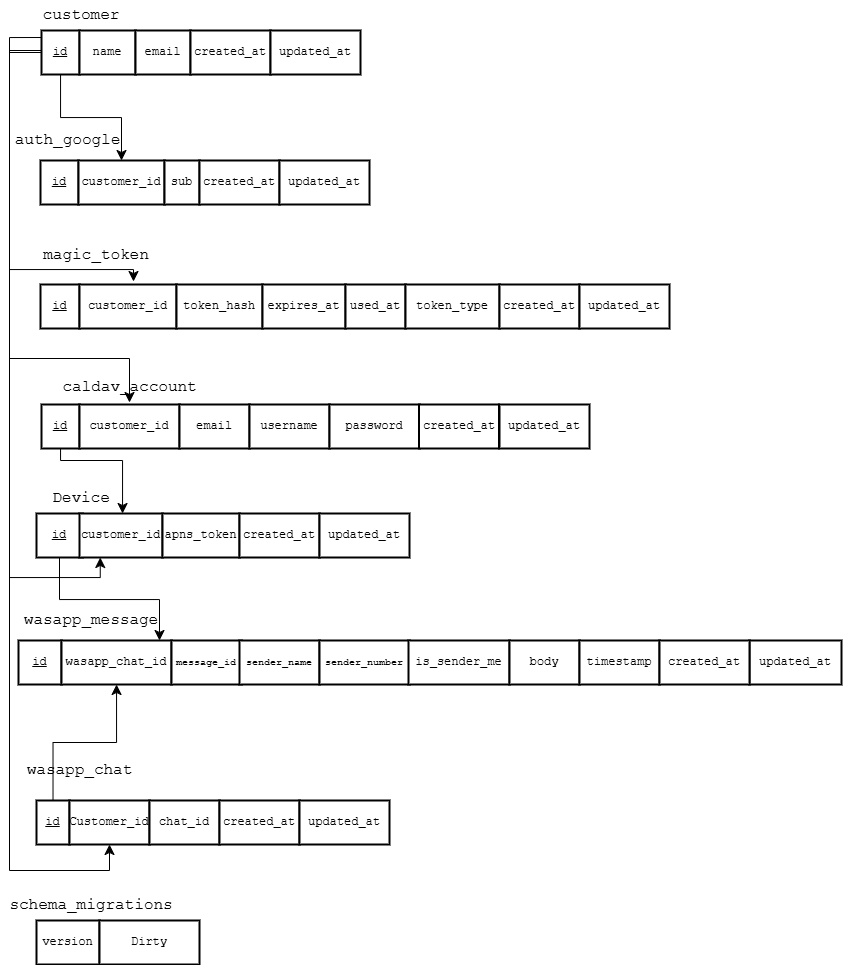 customer
id name email created_at updated_at
auth_google
id customer_id sub created_at updated_at
magic_token
id customer_id token_hash expires_at used_at token_type created_at updated_at
caldav_account
id customer_id email username password created_at updated_at
Device
id customer_id apns_token created_at updated_at
wasapp_message
id wasapp_chat_id message_id sender_name sender_number is_sender_me body timestamp created_at updated_at
wasapp_chat
id Customer_id chat_id created_at updated_at
schema_migrations
version Dirty